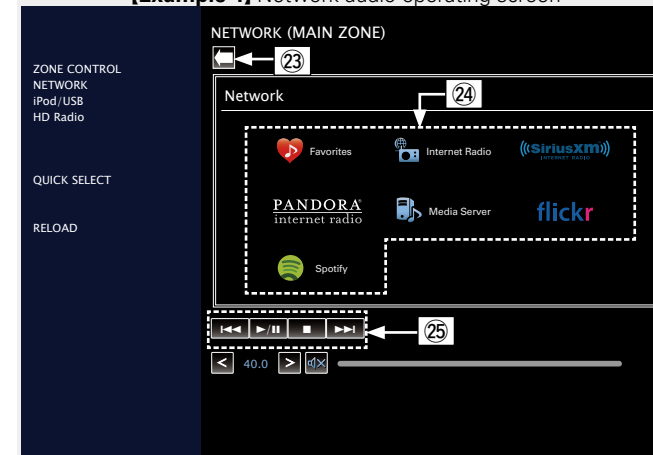 [Example 4] Network audio operating screen
NETWORK (MAIN ZONE)
23
ZONE CONTROL
NETWORK
iPod/USB
HD Radio
QUICK SELECT
RELOAD
Network
24
Favorites
Internet Radio
((SiriusXM))
INTERNET RADIO
PANDORA
internet radio
Media Server
flickr
Spotify
25
< 40.0 >